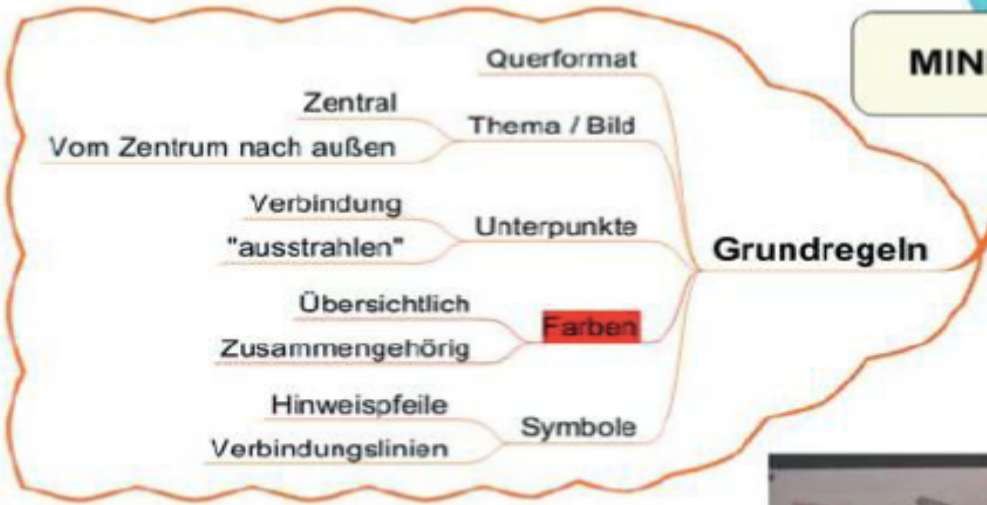 MIN
Querformat
Zentral
Thema / Bild
Vom Zentrum nach außen
Verbindung
Unterpunkte
"ausstrahlen"
Grundregeln
Übersichtlich
Farben
Zusammengehörig
Hinweispfeile
Symbole
Verbindungslinien